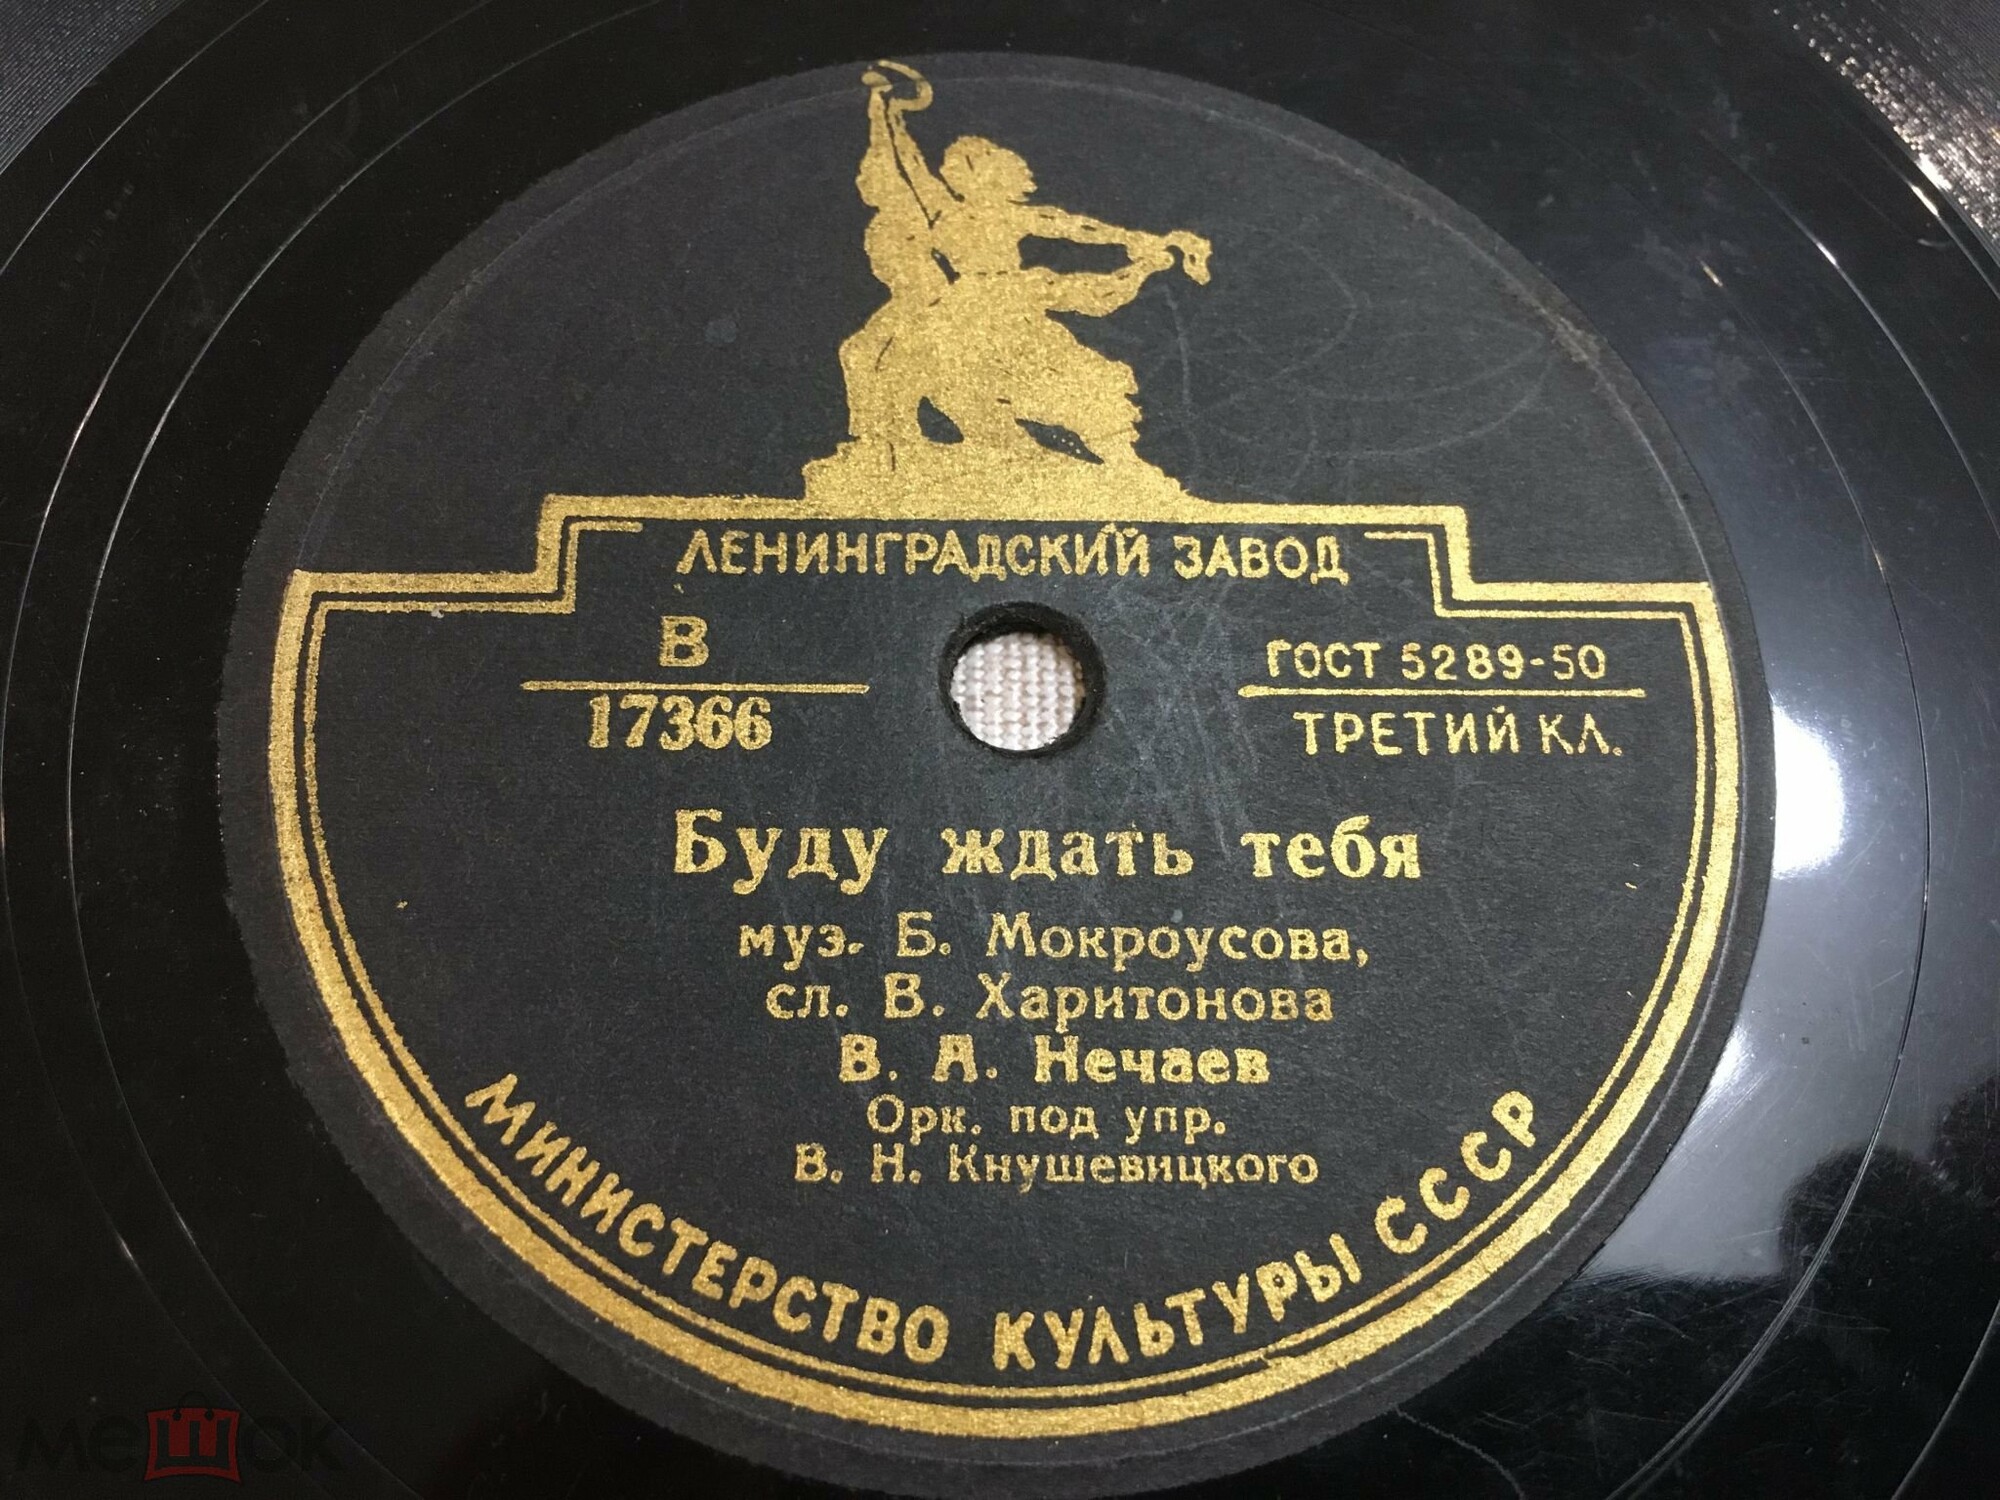 ЛЕНИНГРАДСКИЙ ЗАВОД
В
17366
ГОСТ 5289-50
ТРЕТИЙ КЛ.
Буду ждать тебя
муз. Б. Мокроусова,
сл. В. Харитонова
В. А. Нечаев
Орк. под упр.
В. Н. Кнушевицкого
МИНИСТЕРСТВО КУЛЬТУРЫ СССР
мешок